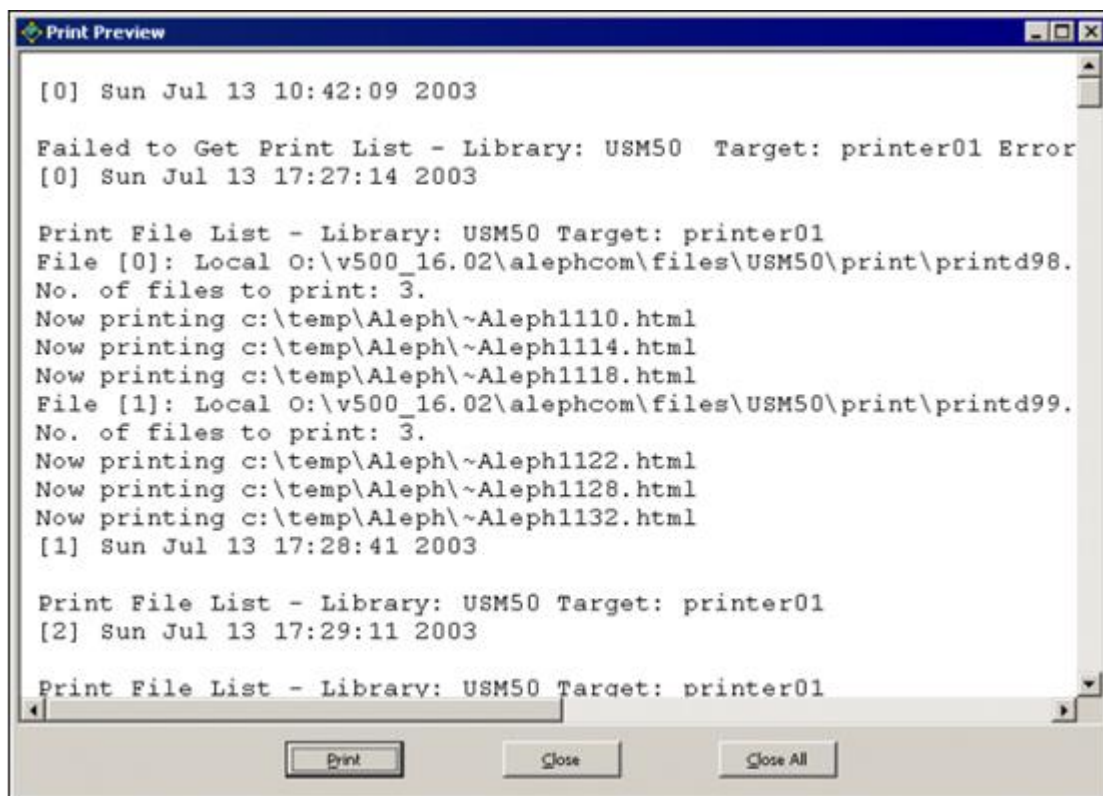 Print Preview
[0] Sun Jul 13 10:42:09 2003
Failed to Get Print List - Library: USM50  Target: printer01 Error
[0] Sun Jul 13 17:27:14 2003
Print File List - Library: USM50 Target: printer01
File [0]: Local O:\v500_16.02\alephcom\files\USM50\print\printd98.
No. of files to print: 3.
Now printing c:\temp\Aleph\~Aleph1110.html
Now printing c:\temp\Aleph\~Aleph1114.html
Now printing c:\temp\Aleph\~Aleph1118.html
File [1]: Local O:\v500_16.02\alephcom\files\USM50\print\printd99.
No. of files to print: 3.
Now printing c:\temp\Aleph\~Aleph1122.html
Now printing c:\temp\Aleph\~Aleph1128.html
Now printing c:\temp\Aleph\~Aleph1132.html
[1] Sun Jul 13 17:28:41 2003
Print File List - Library: USM50 Target: printer01
[2] Sun Jul 13 17:29:11 2003
Print File List - Library: USM50 Target: printer01
Print Close Close All